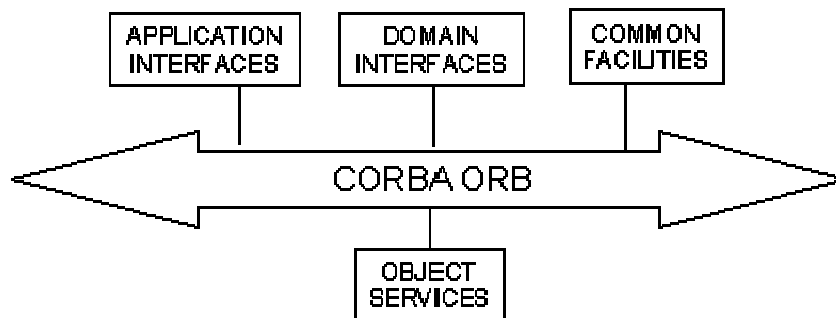 APPLICATION
INTERFACES
DOMAIN
INTERFACES
COMMON
FACILITIES
CORBA ORB
OBJECT
SERVICES